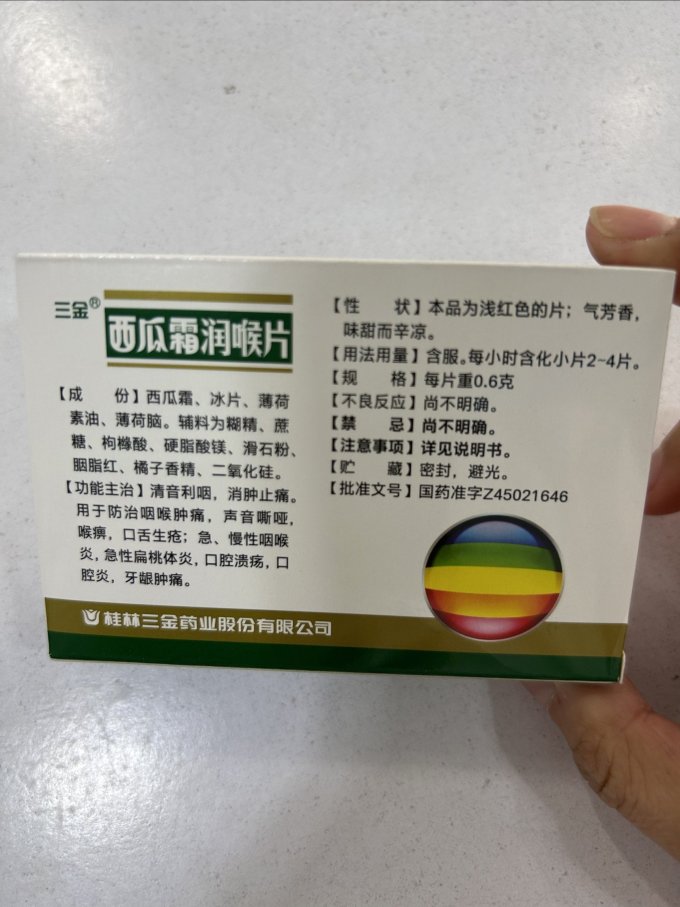 三金®
西瓜霜润喉片
【成 份】西瓜霜、冰片、薄荷
素油、薄荷脑。辅料为糊精、蔗
糖、枸橼酸、硬脂酸镁、滑石粉、
胭脂红、橘子香精、二氧化硅。
【功能主治】清音利咽，消肿止痛。
用于防治咽喉肿痛，声音嘶哑，
喉痹，口舌生疮；急、慢性咽喉
炎，急性扁桃体炎，口腔溃疡，口
腔炎，牙龈肿痛。
【性 状】本品为浅红色的片；气芳香，
味甜而辛凉。
【用法用量】含服。每小时含化小片2~4片。
【规 格】每片重0.6克
【不良反应】尚不明确。
【禁 忌】尚不明确。
【注意事项】详见说明书。
【贮 藏】密封，避光。
【批准文号】国药准字Z45021646
桂林三金药业股份有限公司